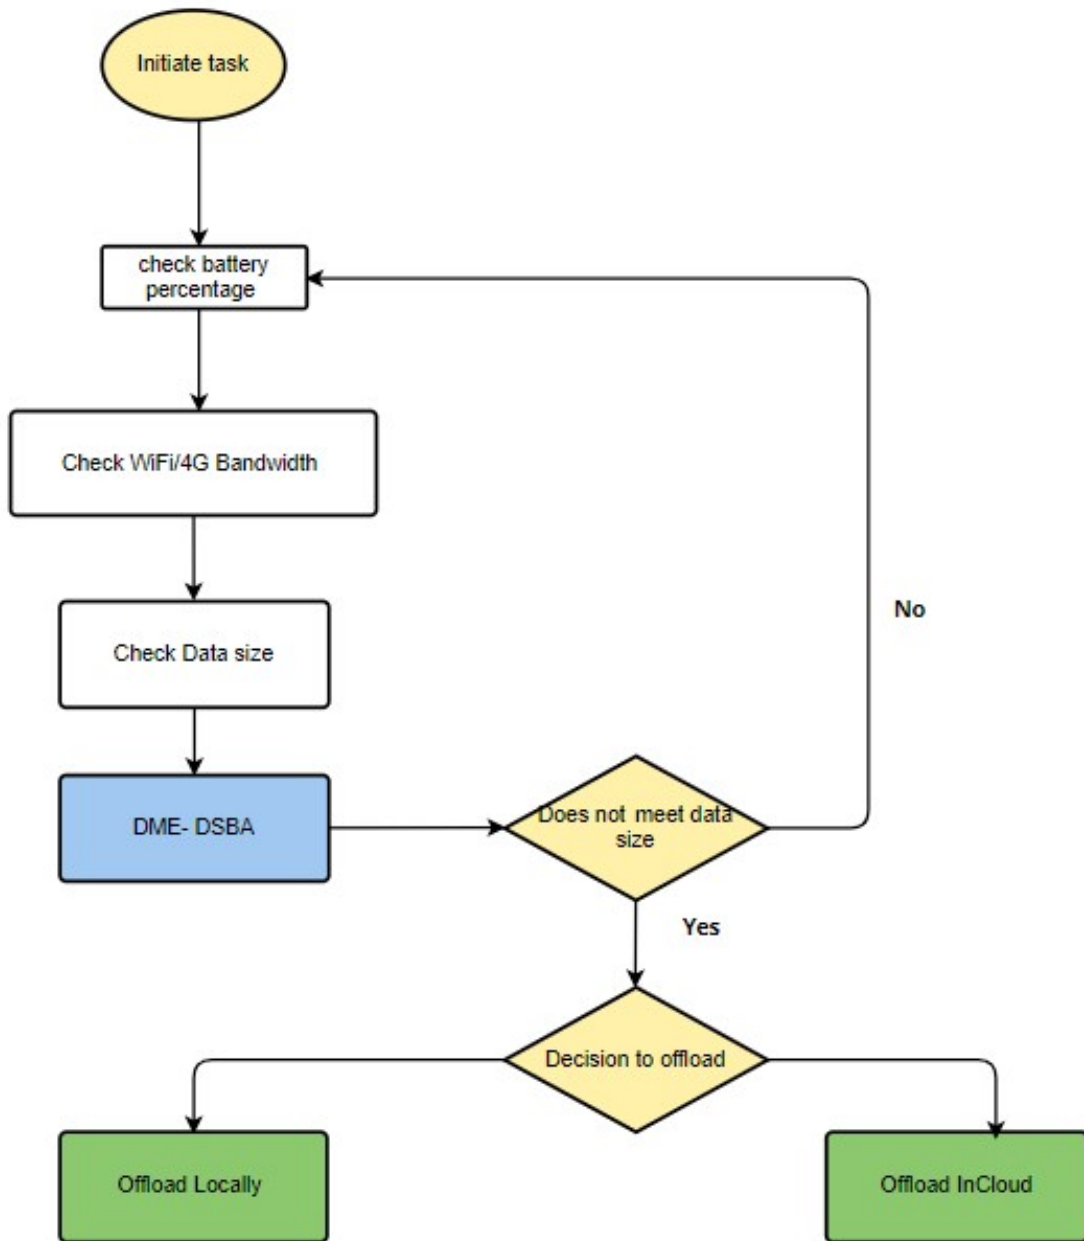 Initiate task
check battery
percentage
Check WiFi/4G Bandwidth
No
Check Data size
DME- DSBA
Does not meet data
size
Yes
Decision to offload
Offload Locally
Offload InCloud